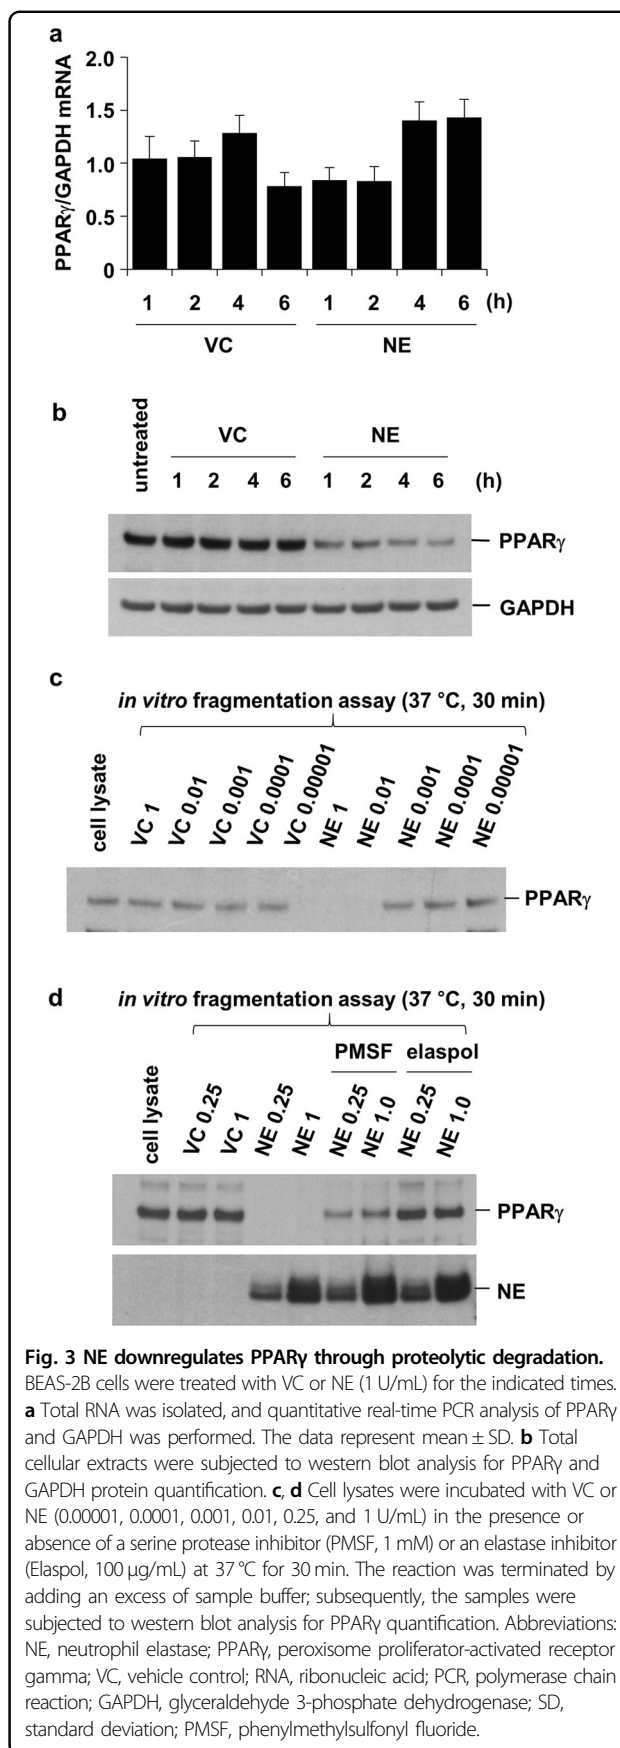 a
2.0
1.5
1.0
0.5
0
PPARγ/GAPDH mRNA
1 2 4 6 1 2 4 6 (h)
VC NE
b
untreated
VC NE
1 2 4 6 1 2 4 6 (h)
PPARγ
GAPDH
c
in vitro fragmentation assay (37 °C, 30 min)
cell lysate VC 1 VC 0.01 VC 0.001 VC 0.0001 VC 0.00001 NE 1 NE 0.01 NE 0.001 NE 0.0001 NE 0.00001
PPARγ
d
in vitro fragmentation assay (37 °C, 30 min)
PMSF elaspol
cell lysate VC 0.25 VC 1 NE 0.25 NE 1 NE 0.25 NE 1.0 NE 0.25 NE 1.0
PPARγ
NE
Fig. 3 NE downregulates PPARγ through proteolytic degradation.
BEAS-2B cells were treated with VC or NE (1 U/mL) for the indicated times.
a Total RNA was isolated, and quantitative real-time PCR analysis of PPARγ
and GAPDH was performed. The data represent mean ± SD. b Total
cellular extracts were subjected to western blot analysis for PPARγ and
GAPDH protein quantification. c, d Cell lysates were incubated with VC or
NE (0.00001, 0.0001, 0.001, 0.01, 0.25, and 1 U/mL) in the presence or
absence of a serine protease inhibitor (PMSF, 1 mM) or an elastase inhibitor
(Elaspol, 100 μg/mL) at 37 °C for 30 min. The reaction was terminated by
adding an excess of sample buffer; subsequently, the samples were
subjected to western blot analysis for PPARγ quantification. Abbreviations:
NE, neutrophil elastase; PPARγ, peroxisome proliferator-activated receptor
gamma; VC, vehicle control; RNA, ribonucleic acid; PCR, polymerase chain
reaction; GAPDH, glyceraldehyde 3-phosphate dehydrogenase; SD,
standard deviation; PMSF, phenylmethylsulfonyl fluoride.